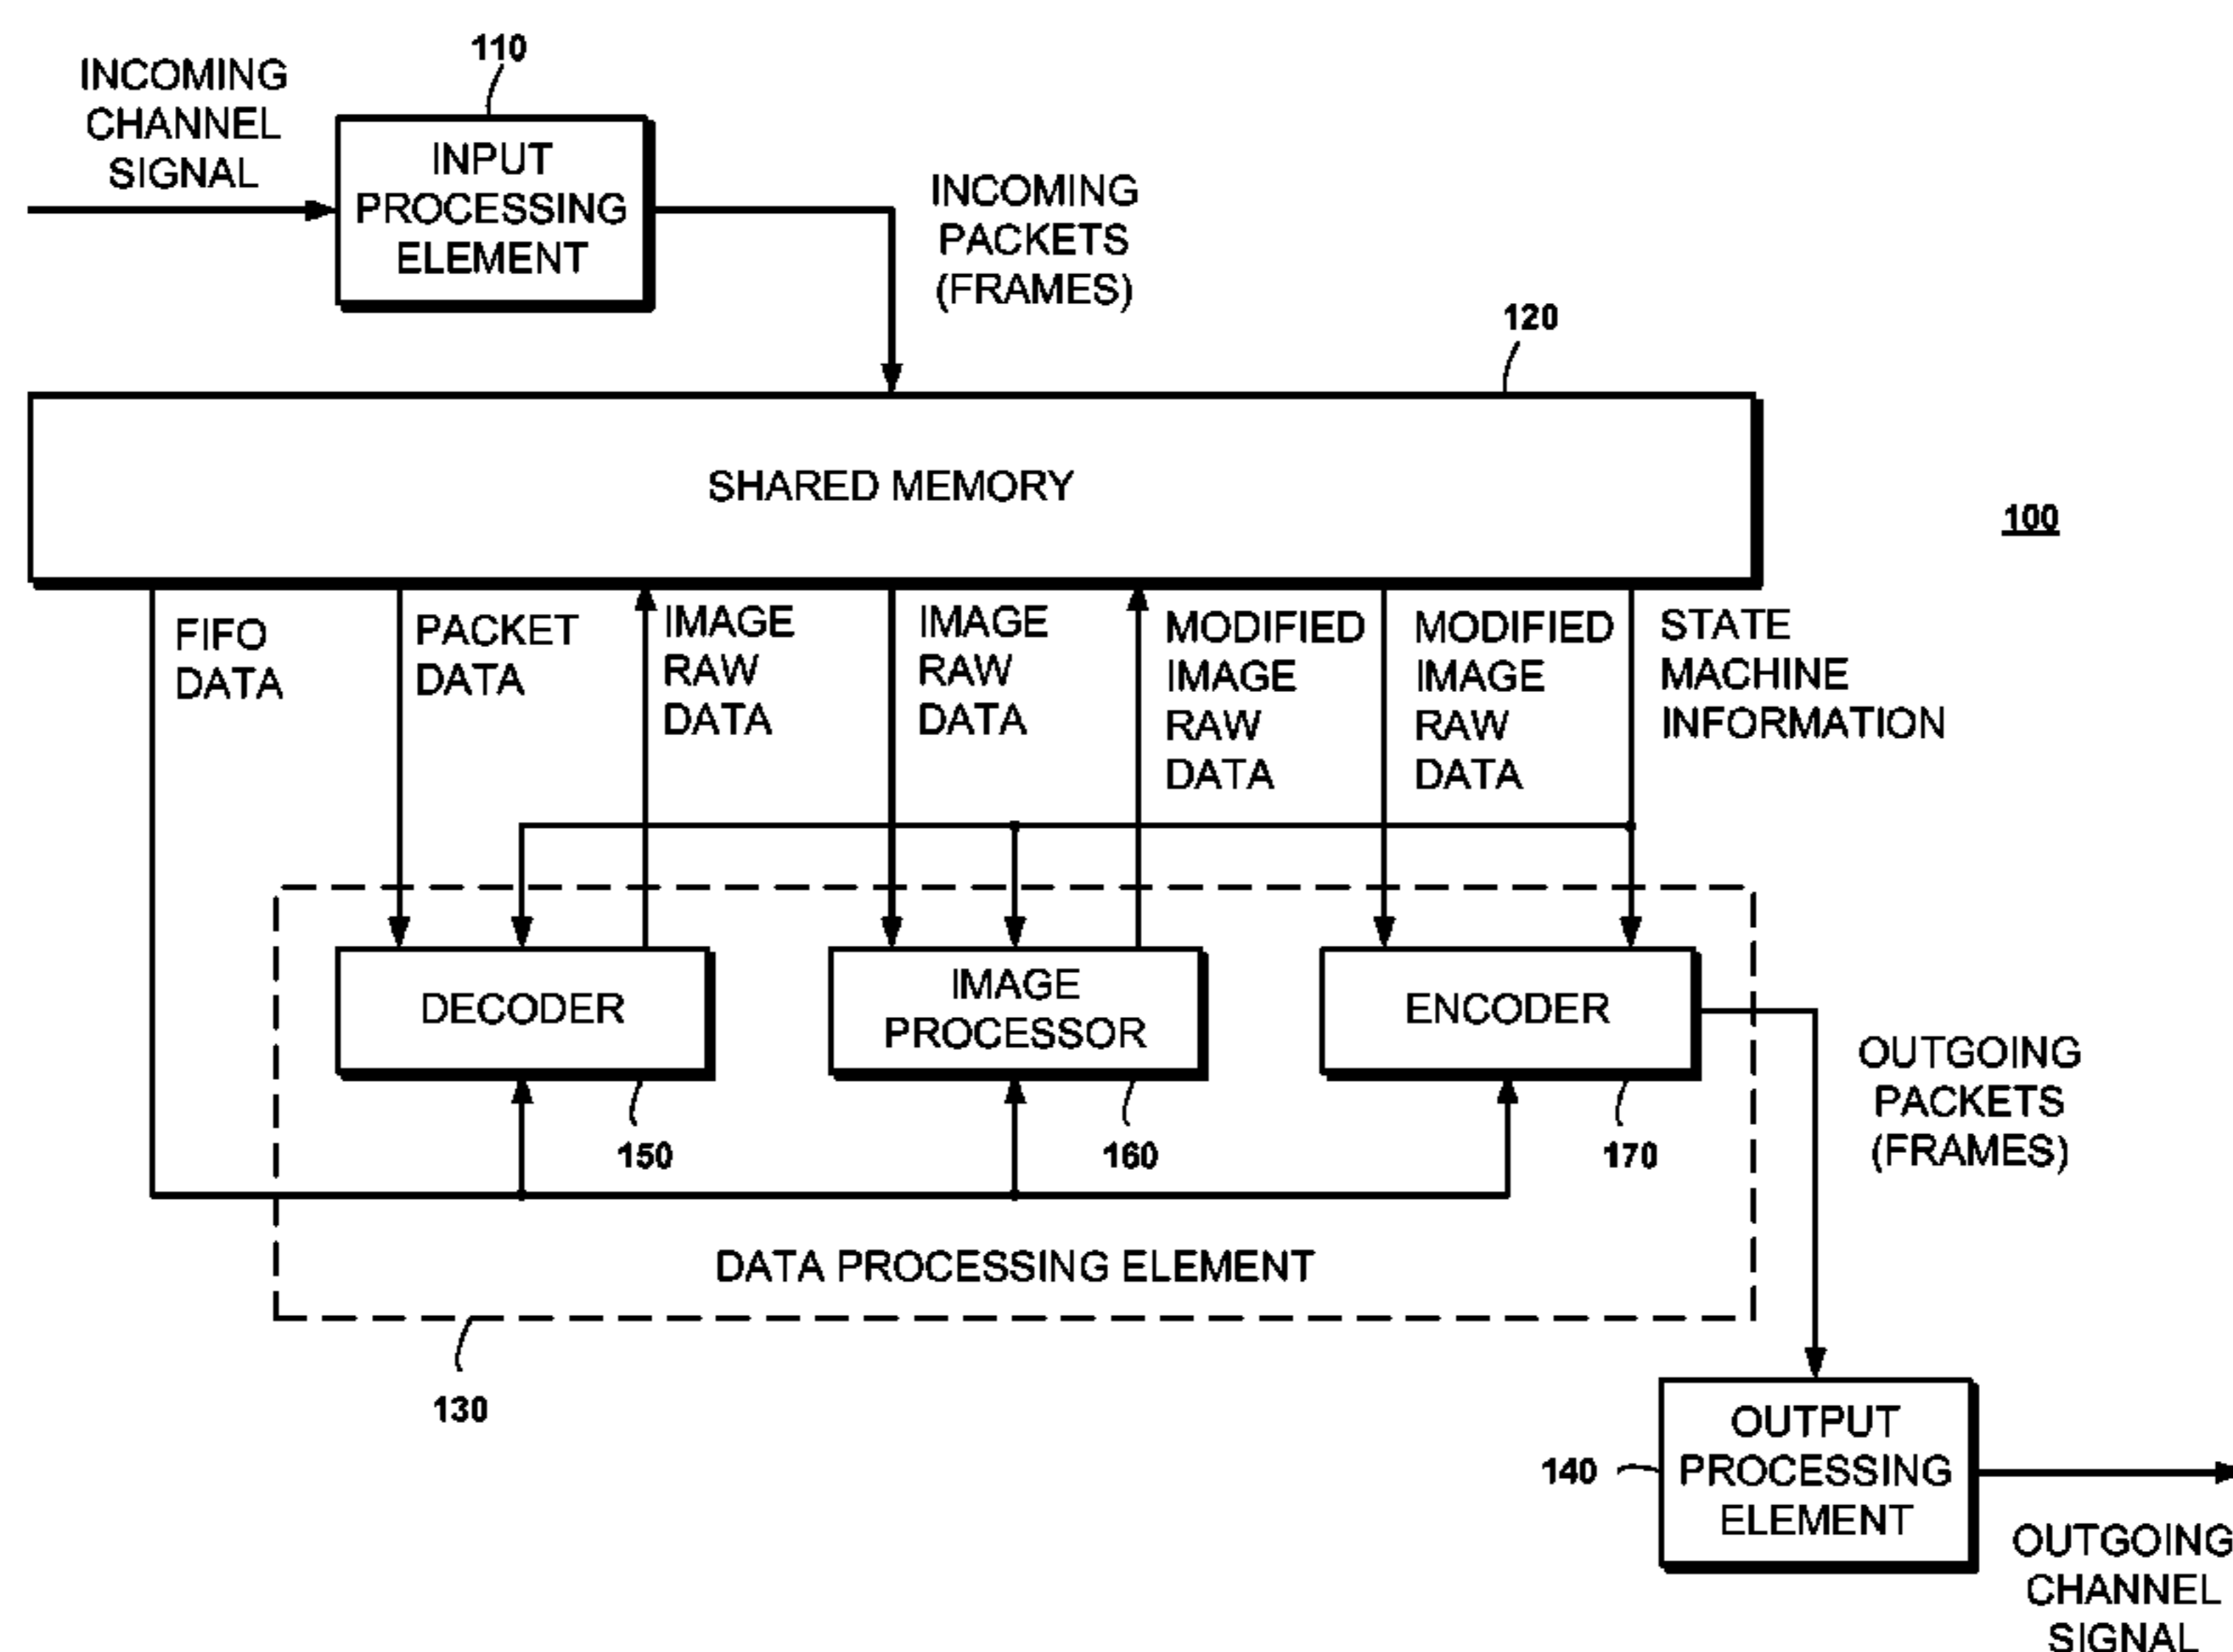 110
INCOMING
CHANNEL
SIGNAL
INPUT
PROCESSING
ELEMENT
INCOMING
PACKETS
(FRAMES)
120
SHARED MEMORY
100
FIFO
DATA
PACKET
DATA
IMAGE
RAW
DATA
IMAGE
RAW
DATA
MODIFIED
IMAGE
RAW
DATA
MODIFIED
IMAGE
RAW
DATA
STATE
MACHINE
INFORMATION
DECODER
IMAGE
PROCESSOR
ENCODER
150
160
170
OUTGOING
PACKETS
(FRAMES)
DATA PROCESSING ELEMENT
130
140
OUTPUT
PROCESSING
ELEMENT
OUTGOING
CHANNEL
SIGNAL